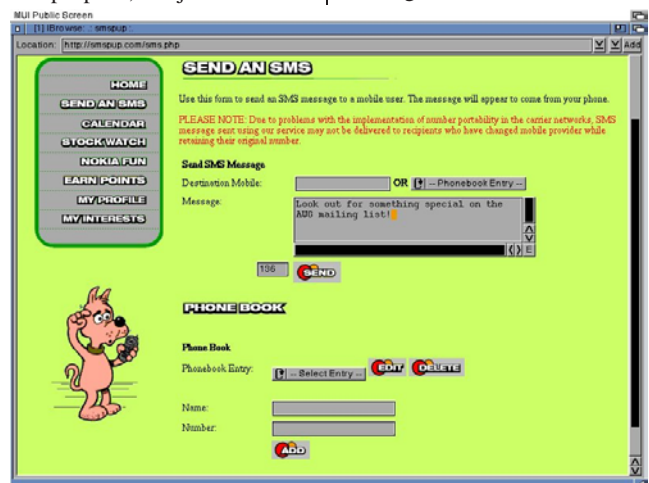 MUI Public Screen
[1] IBrowse: .: smspup :.
Location: http://smspup.com/sms.php Add
HOME
SEND AN SMS
CALENDAR
STOCK WATCH
NOKIA FUN
EARN POINTS
MY PROFILE
MY INTERESTS
SEND AN SMS
Use this form to send an SMS message to a mobile user. The message will appear to come from your phone.
PLEASE NOTE: Due to problems with the implementation of number portability in the carrier networks, SMS
message sent using our service may not be delivered to recipients who have changed mobile provider while
retaining their original number.
Send SMS Message
Destination Mobile: OR -- Phonebook Entry --
Message: Look out for something special on the
AUG mailing list!
E
136 SEND
PHONE BOOK
Phone Book
Phonebook Entry: -- Select Entry -- EDIT DELETE
Name:
Number:
ADD